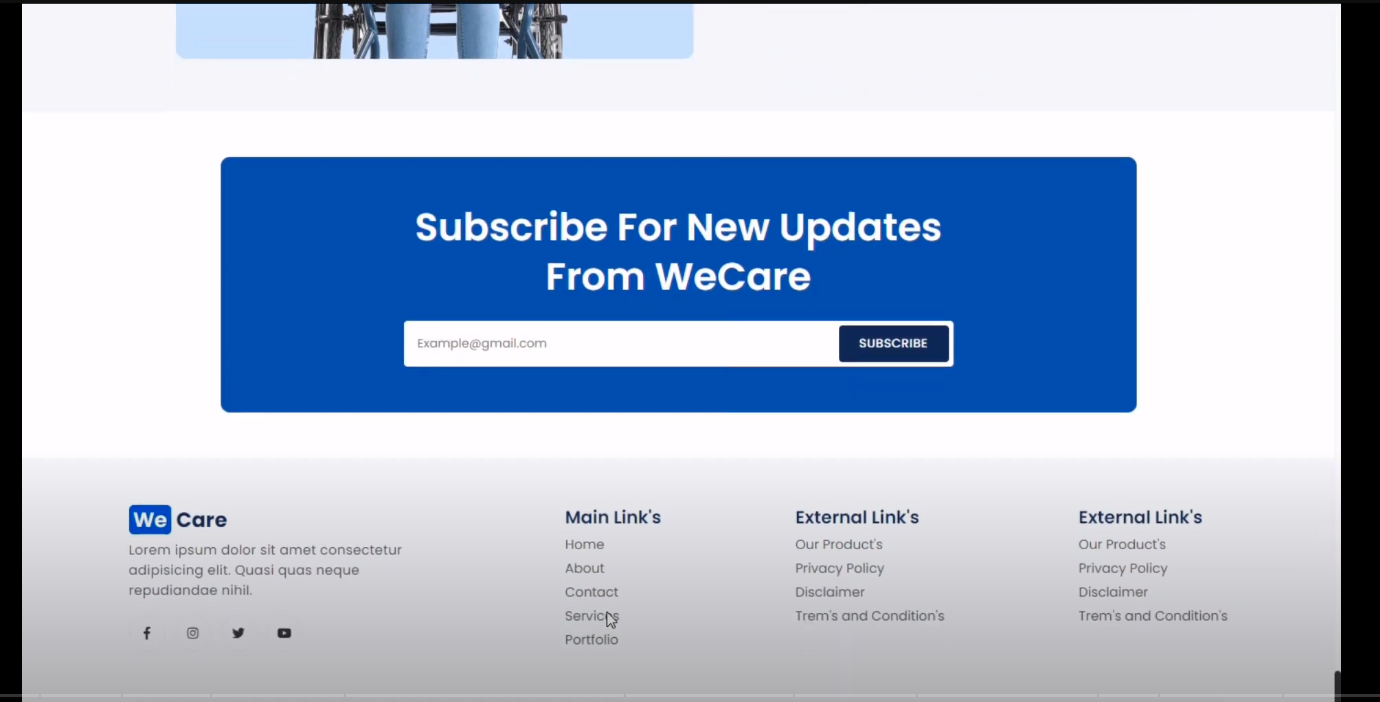 Subscribe For New Updates
From WeCare
Example@gmail.com
SUBSCRIBE
We Care
Lorem ipsum dolor sit amet consectetur
adipisicing elit. Quasi quas neque
repudiandae nihil.
Main Link's
Home
About
Contact
Services
Portfolio
External Link's
Our Product's
Privacy Policy
Disclaimer
Trem's and Condition's
External Link's
Our Product's
Privacy Policy
Disclaimer
Trem's and Condition's